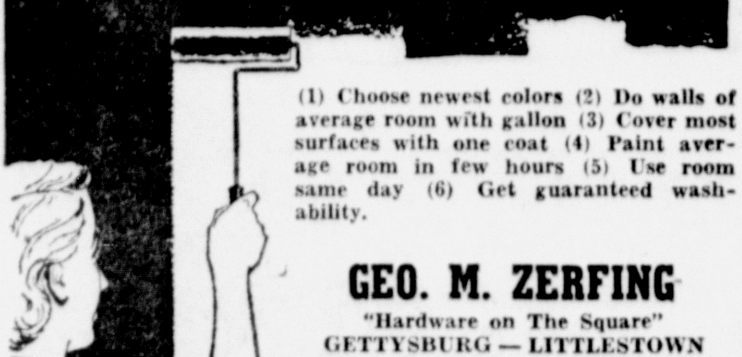 (1) Choose newest colors (2) Do walls of
average room with gallon (3) Cover most
surfaces with one coat (4) Paint aver-
age room in few hours (5) Use room
same day (6) Get guaranteed wash-
ability.
GEO. M. ZERFING
"Hardware on The Square"
GETTYSBURG — LITTLESTOWN